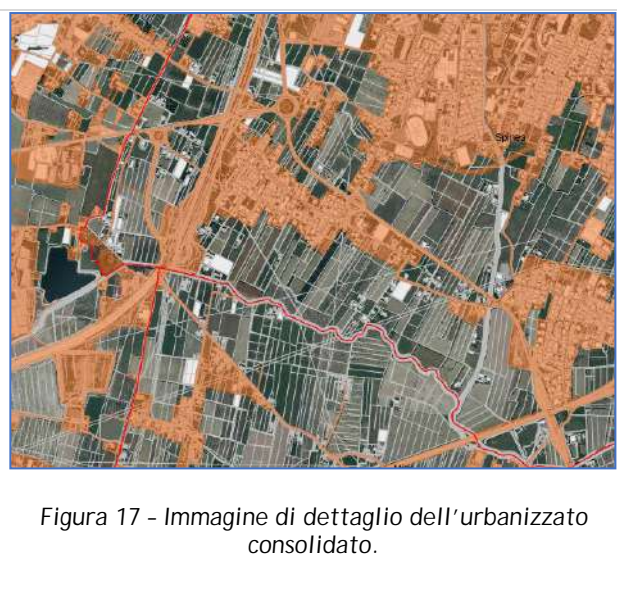 Spinea
Figura 17 – Immagine di dettaglio dell'urbanizzato
consolidato.